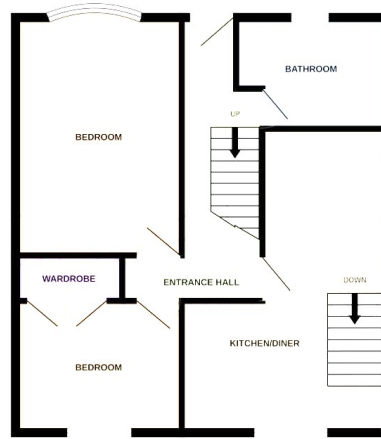 BATHROOM
UP
BEDROOM
WARDROBE
ENTRANCE HALL
DOWN
KITCHEN/DINER
BEDROOM